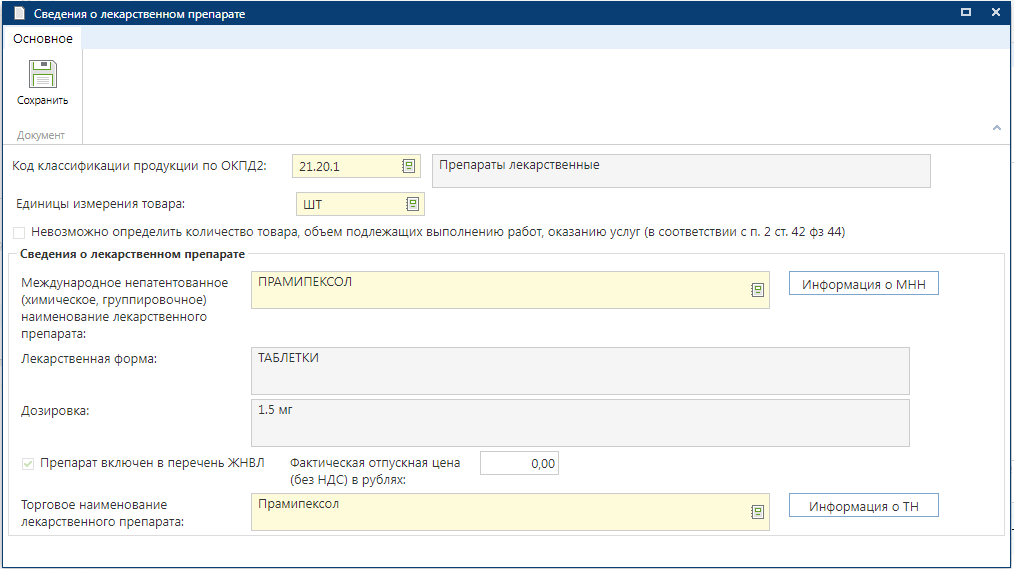 Сведения о лекарственном препарате
Основное
Сохранить
Документ
Код классификации продукции по ОКПД2: 21.20.1 Препараты лекарственные
Единицы измерения товара: ШТ
Невозможно определить количество товара, объем подлежащих выполнению работ, оказанию услуг (в соответствии с п. 2 ст. 42 фз 44)
Сведения о лекарственном препарате
Международное непатентованное
(химическое, группировочное)
наименование лекарственного
препарата:
ПРАМИПЕКСОЛ
Информация о МНН
Лекарственная форма: ТАБЛЕТКИ
Дозировка: 1.5 мг
Препарат включен в перечень ЖНВЛ
Фактическая отпускная цена
(без НДС) в рублях:
0,00
Торговое наименование
лекарственного препарата:
Прамипексол
Информация о ТН